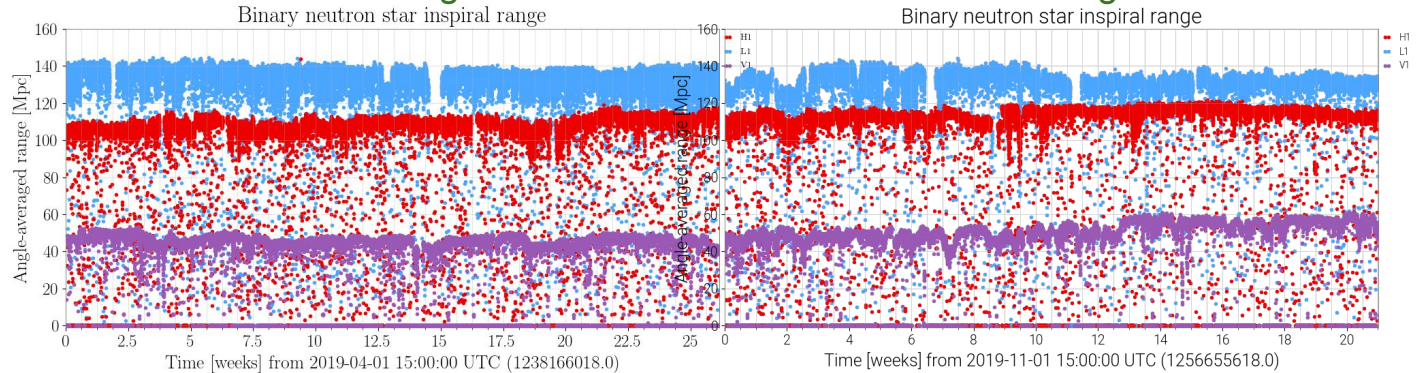 Binary neutron star inspiral range
Angle-averaged range [Mpc]
160
140
120
100
80
60
40
20
0
0 2.5 5 7.5 10 12.5 15 17.5 20 22.5 25
Time [weeks] from 2019-04-01 15:00:00 UTC (1238166018.0)
H1
L1
V1
Binary neutron star inspiral range
Angle-averaged range [Mpc]
160
140
120
100
80
60
40
20
0
0 2 4 6 8 10 12 14 16 18 20
Time [weeks] from 2019-11-01 15:00:00 UTC (1256655618.0)
H1
L1
V1